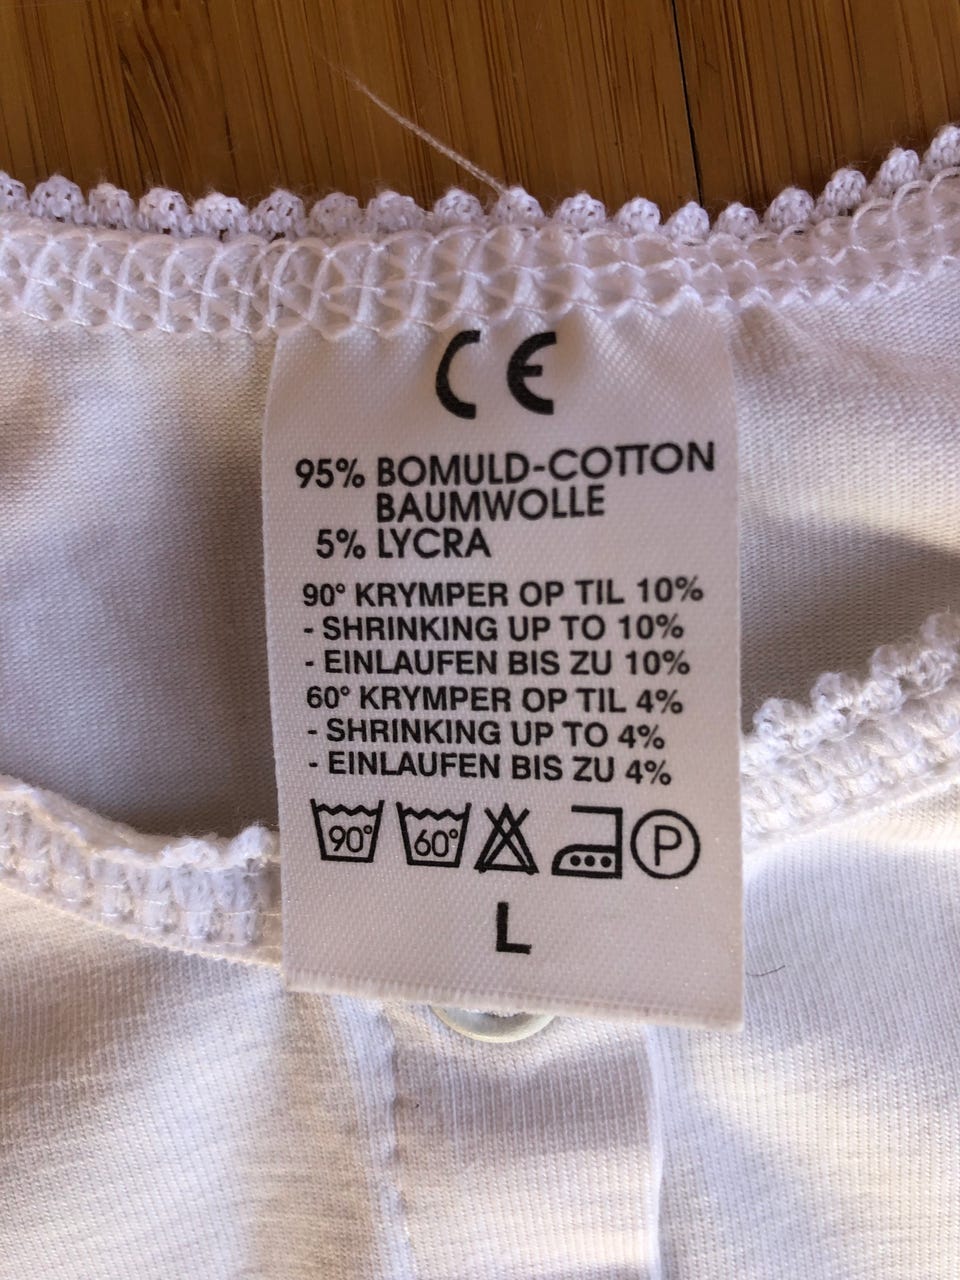 CE
95% BOMULD-COTTON
BAUMWOLLE
5% LYCRA
90° KRYMPER OP TIL 10%
- SHRINKING UP TO 10%
- EINLAUFEN BIS ZU 10%
60° KRYMPER OP TIL 4%
- SHRINKING UP TO 4%
- EINLAUFEN BIS ZU 4%
90° 60° P
L